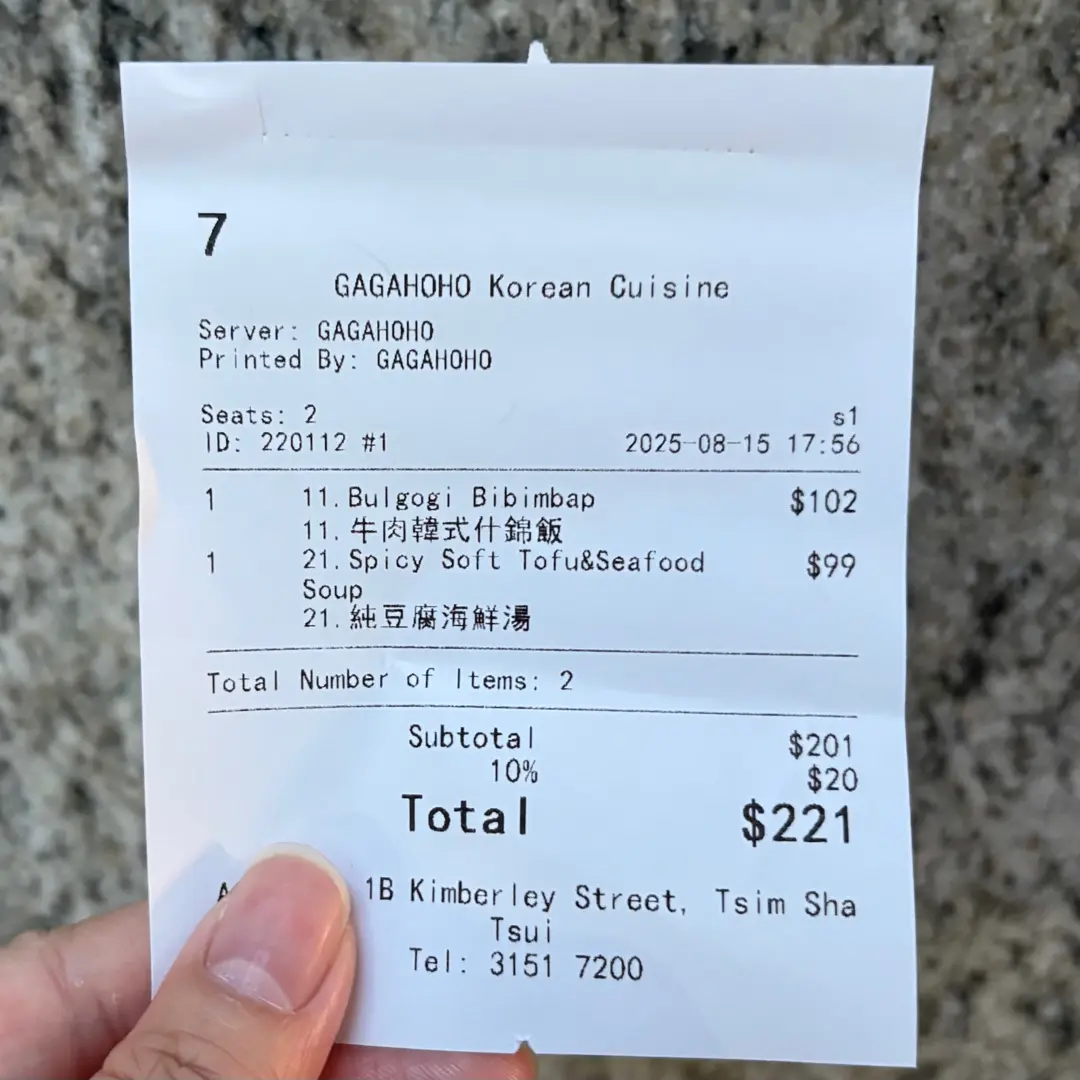 7
GAGAHOHO Korean Cuisine
Server: GAGAHOHO
Printed By: GAGAHOHO
Seats: 2 s1
ID: 220112 #1 2025-08-15 17:56
1 11.Bulgogi Bibimbap $102
11.牛肉韓式什錦飯
1 21.Spicy Soft Tofu&Seafood $99
Soup
21.純豆腐海鮮湯
Total Number of Items: 2
Subtotal $201
10% $20
Total $221
1B Kimberley Street, Tsim Sha
Tsui
Tel: 3151 7200